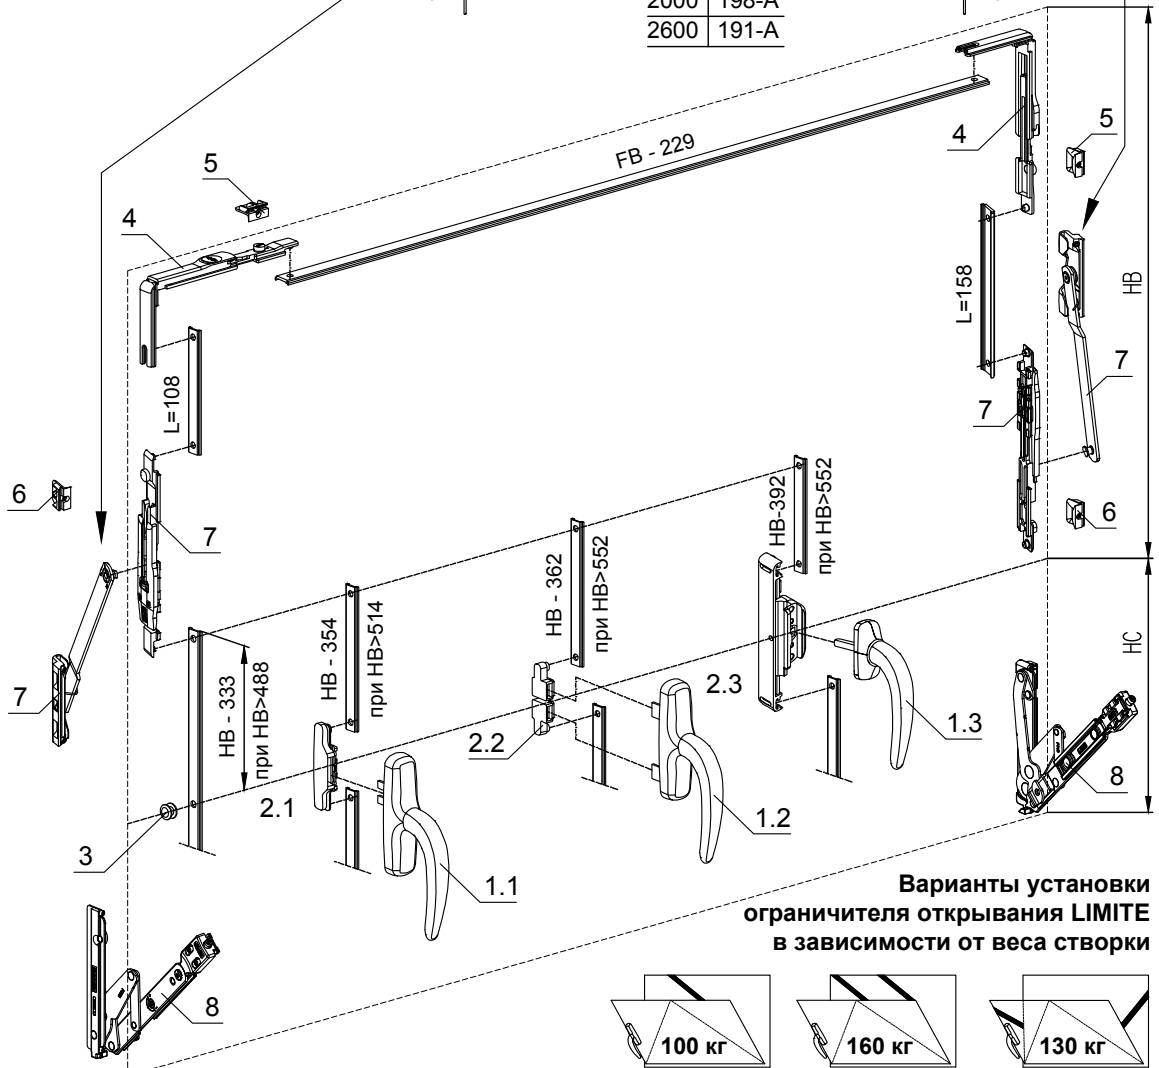 2000 198-A
2600 191-A
FB - 229
5
4
4
5
HB
L=108
L=158
7
7
6
7
6
HB - 333
при HB>488
HB - 354
при HB>514
HB - 362
при HB>552
HB-392
при HB>552
HC
7
2.1
2.2
2.3
1.3
8
3
1.1
1.2
8
Варианты установки
ограничителя открывания LIMITE
в зависимости от веса створки
100 кг
160 кг
130 кг